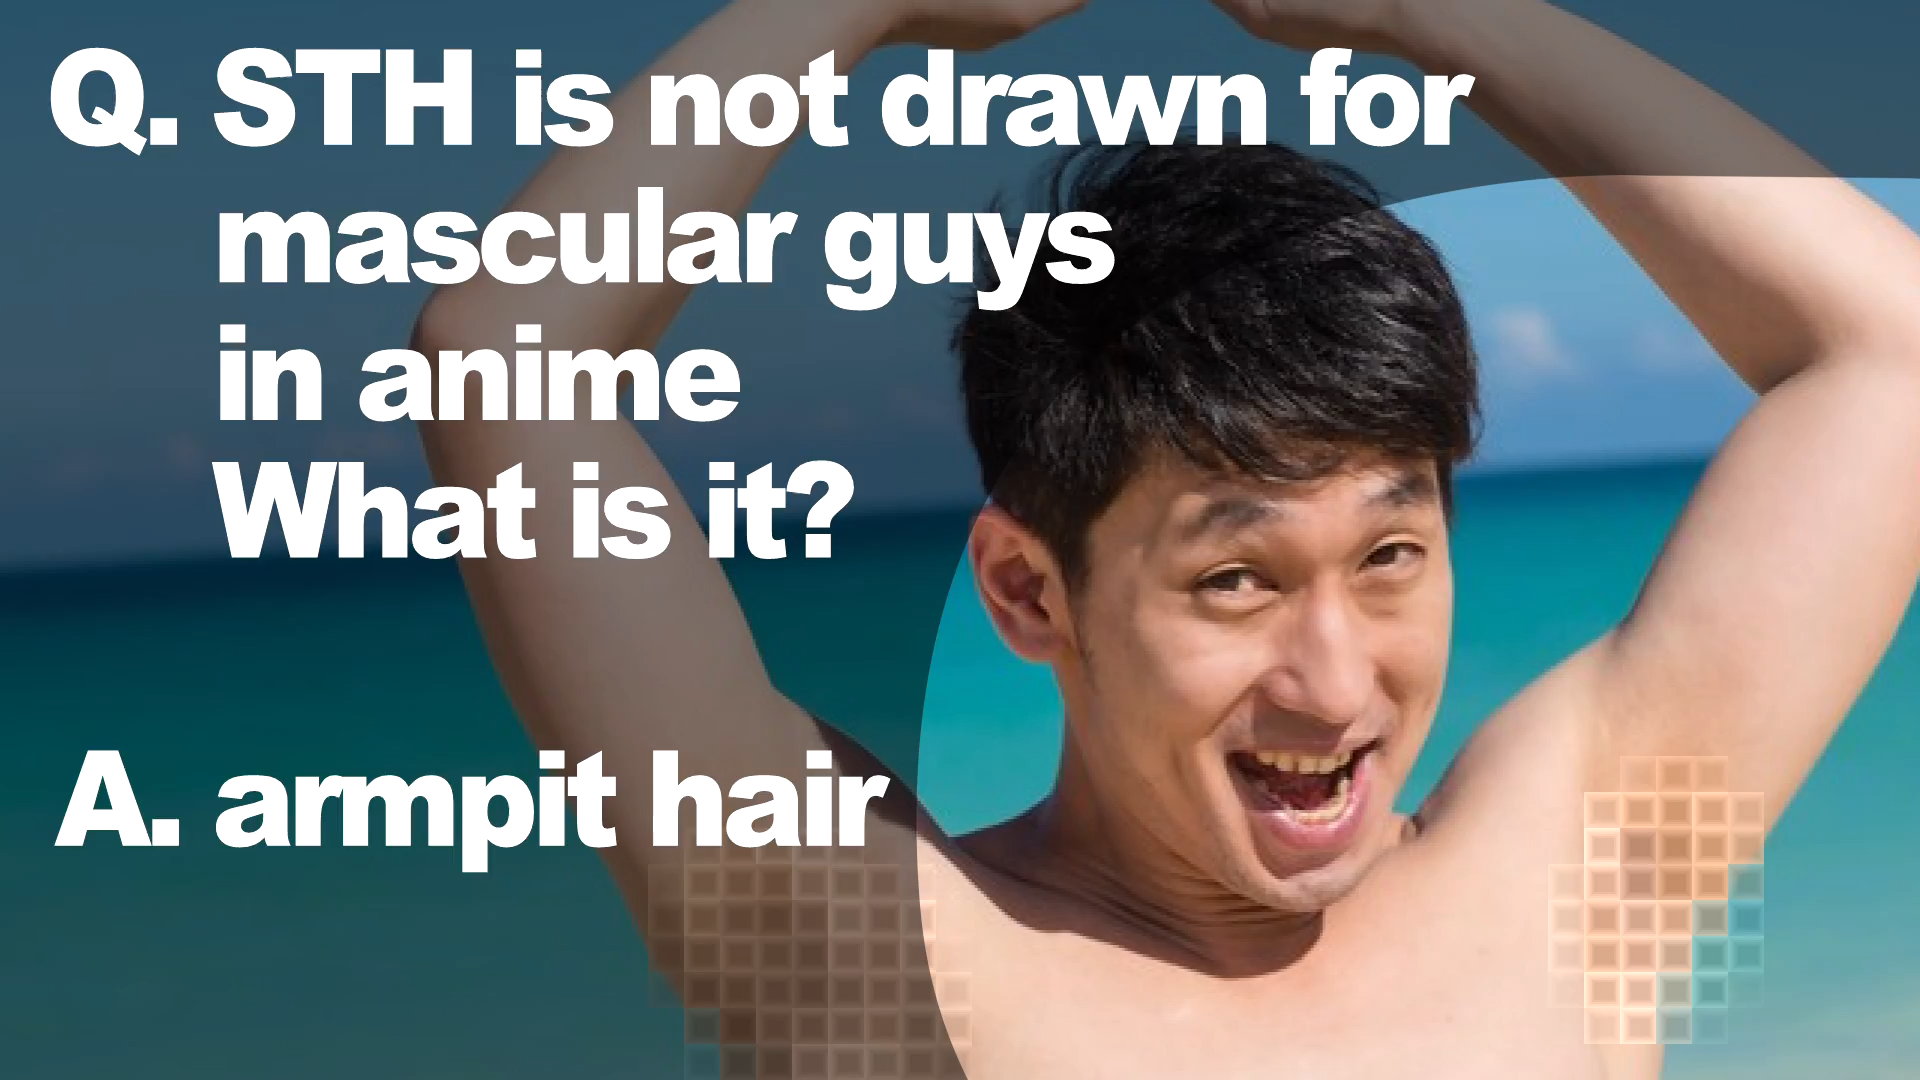 Q. STH is not drawn for
mascular guys
in anime
What is it?
A. armpit hair